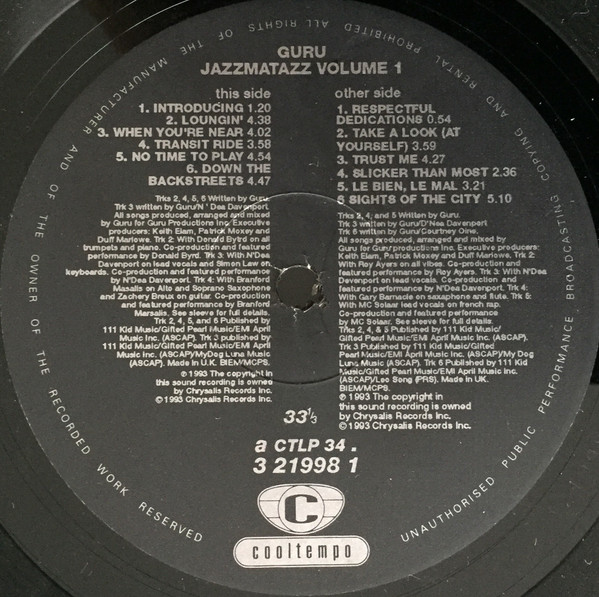 GURU
JAZZMATAZZ VOLUME 1
this side
1. INTRODUCING 1.20
2. LOUNGIN' 4.38
3. WHEN YOU'RE NEAR 4.02
4. TRANSIT RIDE 3.58
5. NO TIME TO PLAY 4.54
6. DOWN THE
BACKSTREETS 4.47
Trks 2, 4, 5, 6 Written by Guru.
Trk 3 written by Guru/N'Dea Davenport
All songs produced, arranged and mixed
by Guru for Guru Productions Inc. Executive
producers: Keith Elam, Patrick Moxey and
Duff Marlowe. Trk 2: With Donald Byrd on all
trumpets and piano. Co-production and featured
performance by Donald Byrd. Trk 3: With N'Dea
Davenport on lead vocals and Simon Law on
keyboards. Co-production and featured performance
by N'Dea Davenport. Trk 4: With Branford
Marsalis on Alto and Soprano Saxophone
and Zachery Breux on guitar. Co-production
and featured performance by Branford
Marsalis. See sleeve for full details.
Trk 2, 4, 5, and 6 Published by
111 Kid Music/Gifted Pearl Music/EMI April
Music Inc. (ASCAP). Trk 3 published by
111 Kid Music/Gifted Pearl Music/EMI April
Music Inc. (ASCAP)/MyDog Luna Music
(ASCAP). Made in U.K. BIEM/MCPS.
℗ 1993 The copyright in
this sound recording is owned
by Chrysalis Records Inc.
© 1993 Chrysalis Records Inc.
other side
1. RESPECTFUL
DEDICATIONS 0.54
2. TAKE A LOOK (AT
YOURSELF) 3.59
3. TRUST ME 4.27
4. SLICKER THAN MOST 2.36
5. LE BIEN, LE MAL 3.21
6 SIGHTS OF THE CITY 5.10
Trks 2, 4, and 5 Written by Guru.
Trk 3 written by Guru/D'Nea Davenport
Trk 6 written by Guru/Courtney Oine.
All songs produced, arranged and mixed by
Guru for Guru productions Inc. Executive producers:
Keith Elam, Patrick Moxey and Duff Marlowe, Trk 2:
With Roy Ayers on all vibes. Co-production and
featured performance by Roy Ayers. Trk 3: With N'Dea
Davenport on lead vocals. Co-production and
featured performance by N'Dea Davenport. Trk 4:
With Gary Barnacle on saxophone and flute. Trk 5:
With MC Solaar lead vocals on french rap.
Co-production and featured performance
by MC Solaar. See sleeve for full details.
Trks 2, 4, & 5 Published by 111 Kid Music/
Gifted Pearl Music/EMI April Music Inc. (ASCAP).
Trk 3 Published by 111 Kid Music/Gifted
Pearl Music/EMI April Music Inc. (ASCAP)/My Dog
Luna Music (ASCAP). Trk 6 Published by 111 Kid
Music/Gifted Pearl Music/EMI April Music Inc.
(ASCAP)/Leo Song (PRS). Made in UK.
BIEM/MCPS.
℗ 1993 The copyright in
this sound recording is owned
by Chrysalis Records Inc.
© 1993 Chrysalis Records Inc.
33⅓
a CTLP 34 .
3 21998 1
C
cooltempo
ALL RIGHTS OF THE MANUFACTURER AND OF THE OWNER OF THE RECORDED WORK RESERVED
UNAUTHORISED PUBLIC PERFORMANCE BROADCASTING, COPYING AND RENTAL PROHIBITED